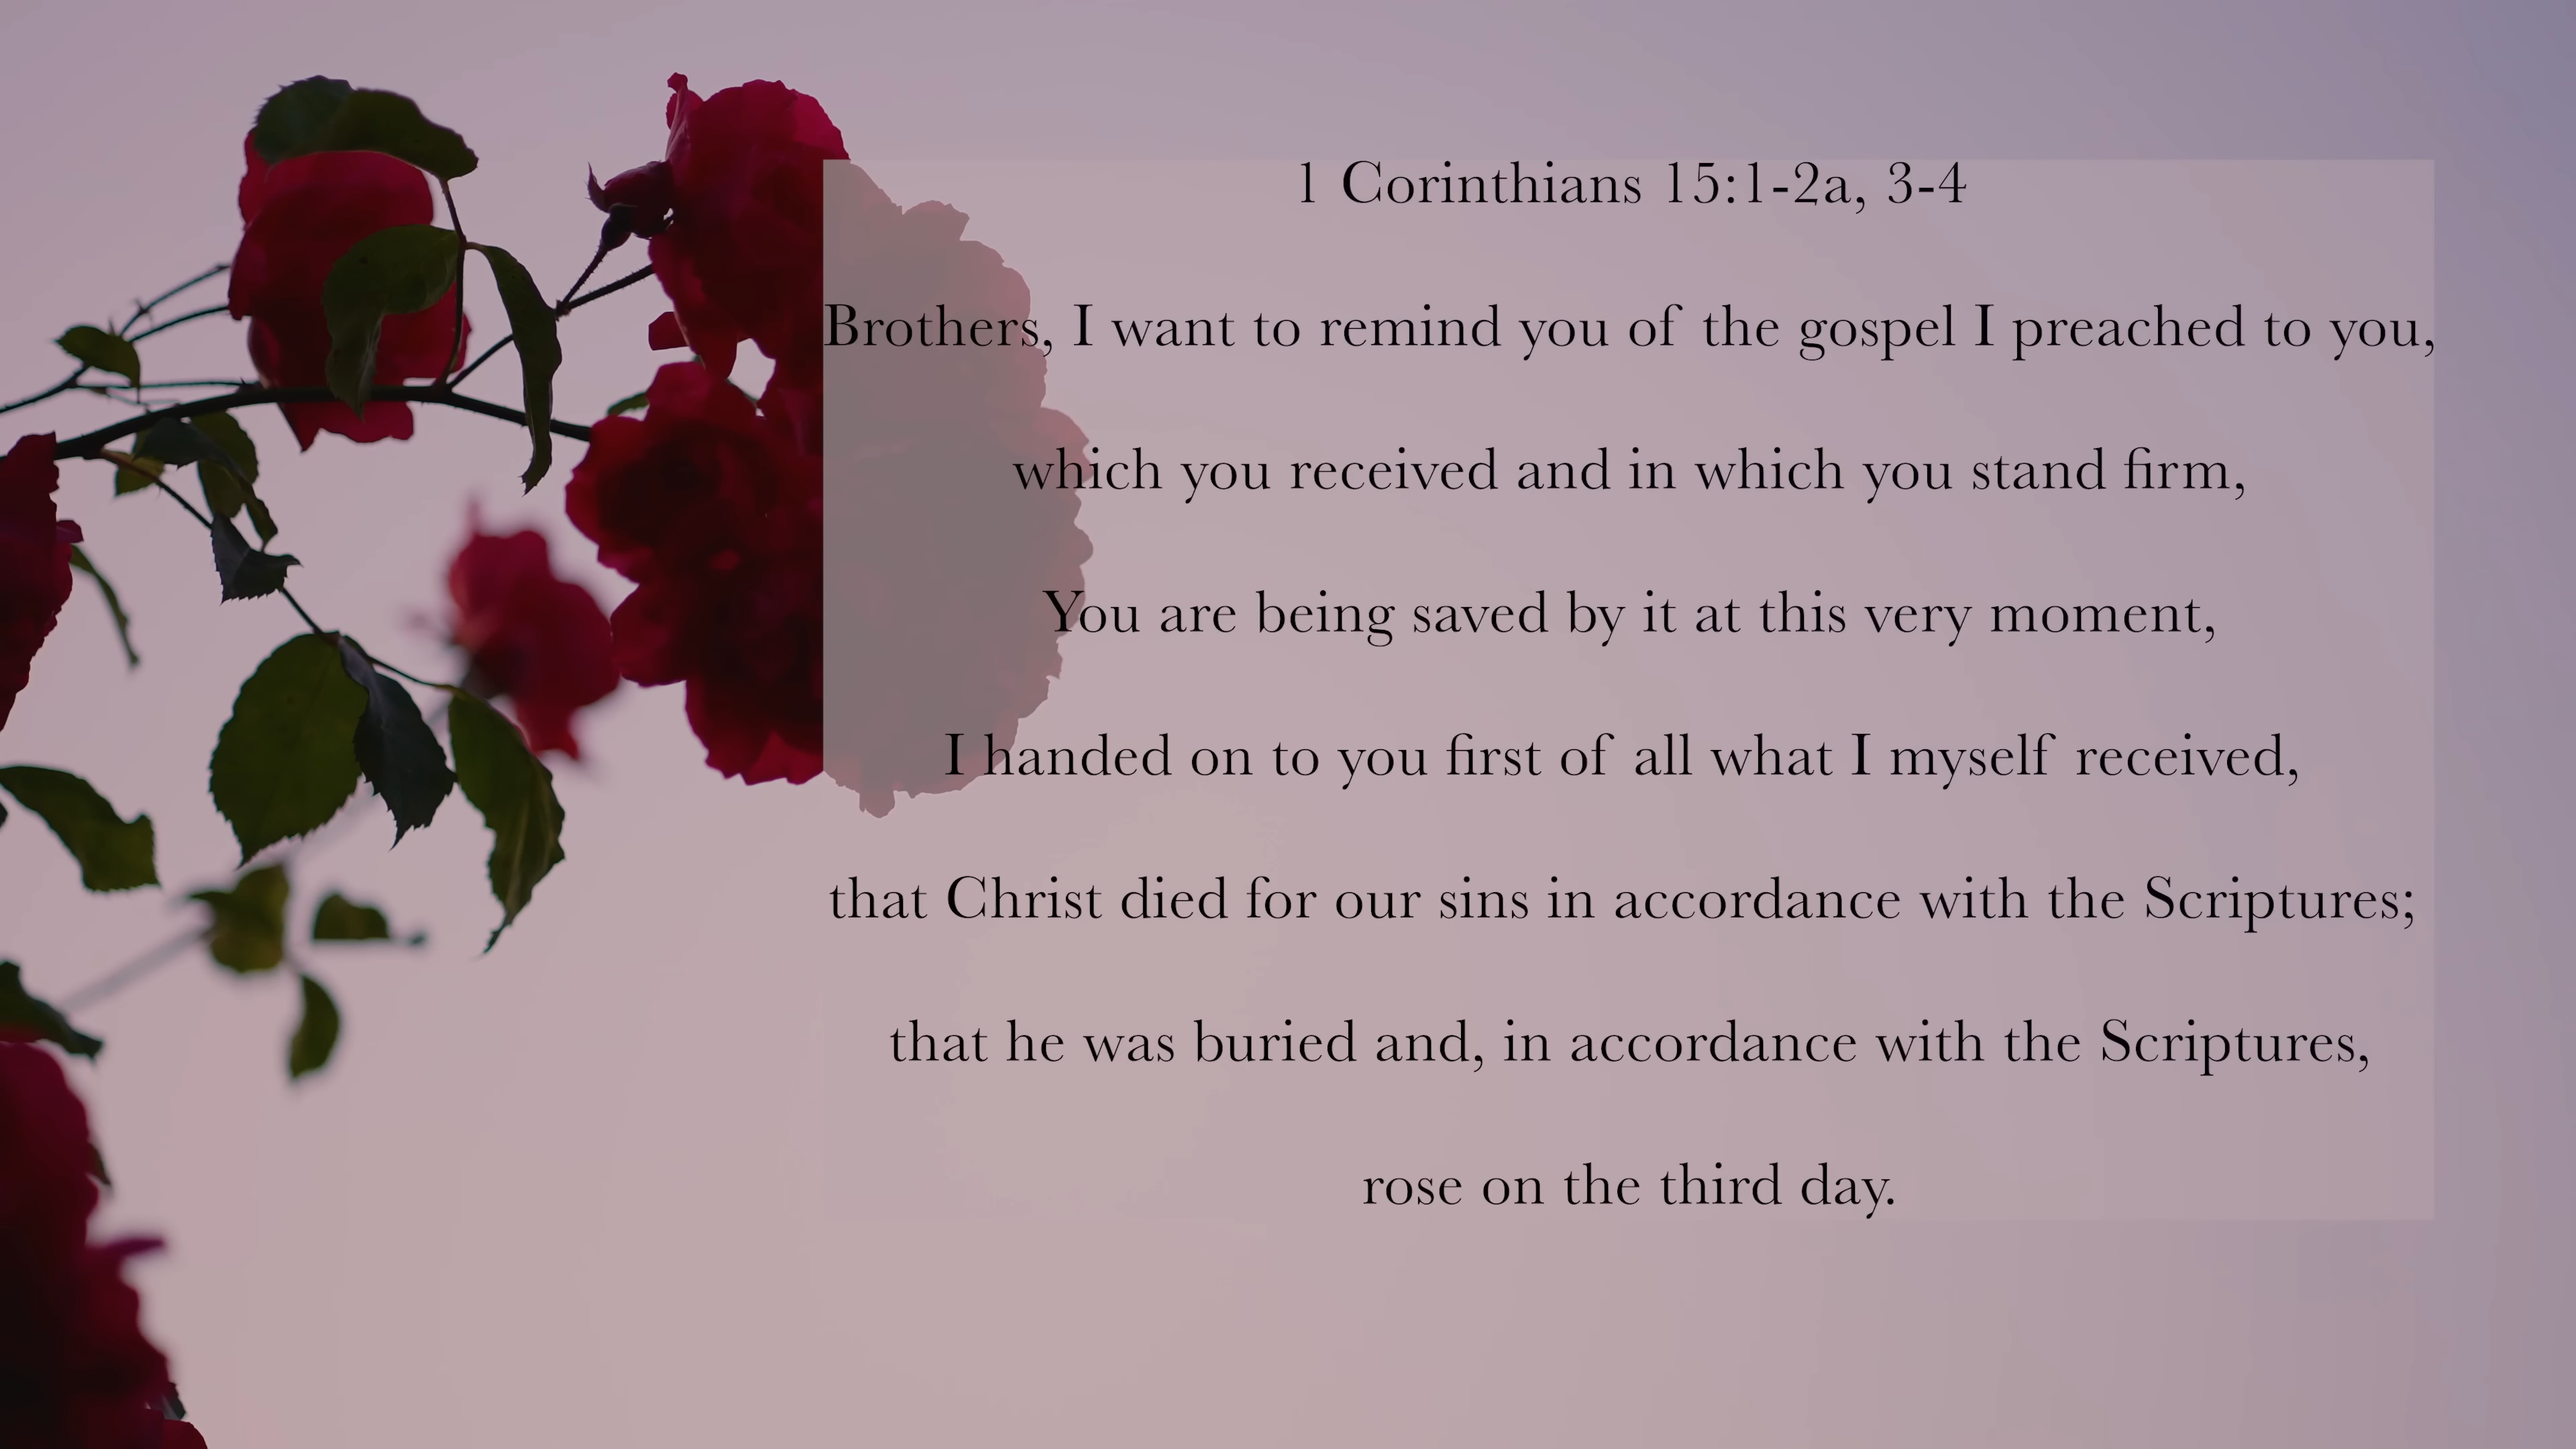 1 Corinthians 15:1-2a, 3-4
Brothers, I want to remind you of the gospel I preached to you,
which you received and in which you stand firm,
You are being saved by it at this very moment,
I handed on to you first of all what I myself received,
that Christ died for our sins in accordance with the Scriptures;
that he was buried and, in accordance with the Scriptures,
rose on the third day.